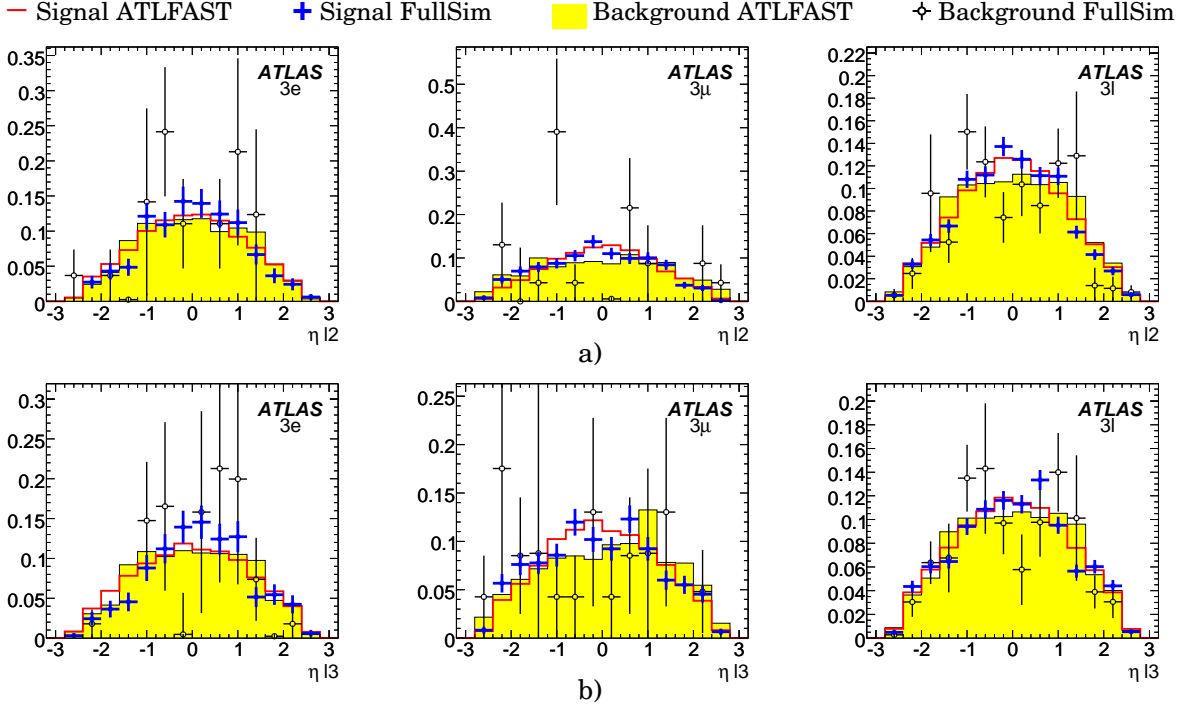 Signal ATLFAST Signal FullSim Background ATLFAST Background FullSim
ATLAS
3e
0.35
0.3
0.25
0.2
0.15
0.1
0.05
0
-3 -2 -1 0 1 2 3
η l2
ATLAS
3μ
0.5
0.4
0.3
0.2
0.1
0
-3 -2 -1 0 1 2 3
η l2
ATLAS
3l
0.22
0.2
0.18
0.16
0.14
0.12
0.1
0.08
0.06
0.04
0.02
0
-3 -2 -1 0 1 2 3
η l2
a)
ATLAS
3e
0.3
0.25
0.2
0.15
0.1
0.05
0
-3 -2 -1 0 1 2 3
η l3
ATLAS
3μ
0.25
0.2
0.15
0.1
0.05
0
-3 -2 -1 0 1 2 3
η l3
ATLAS
3l
0.2
0.18
0.16
0.14
0.12
0.1
0.08
0.06
0.04
0.02
0
-3 -2 -1 0 1 2 3
η l3
b)